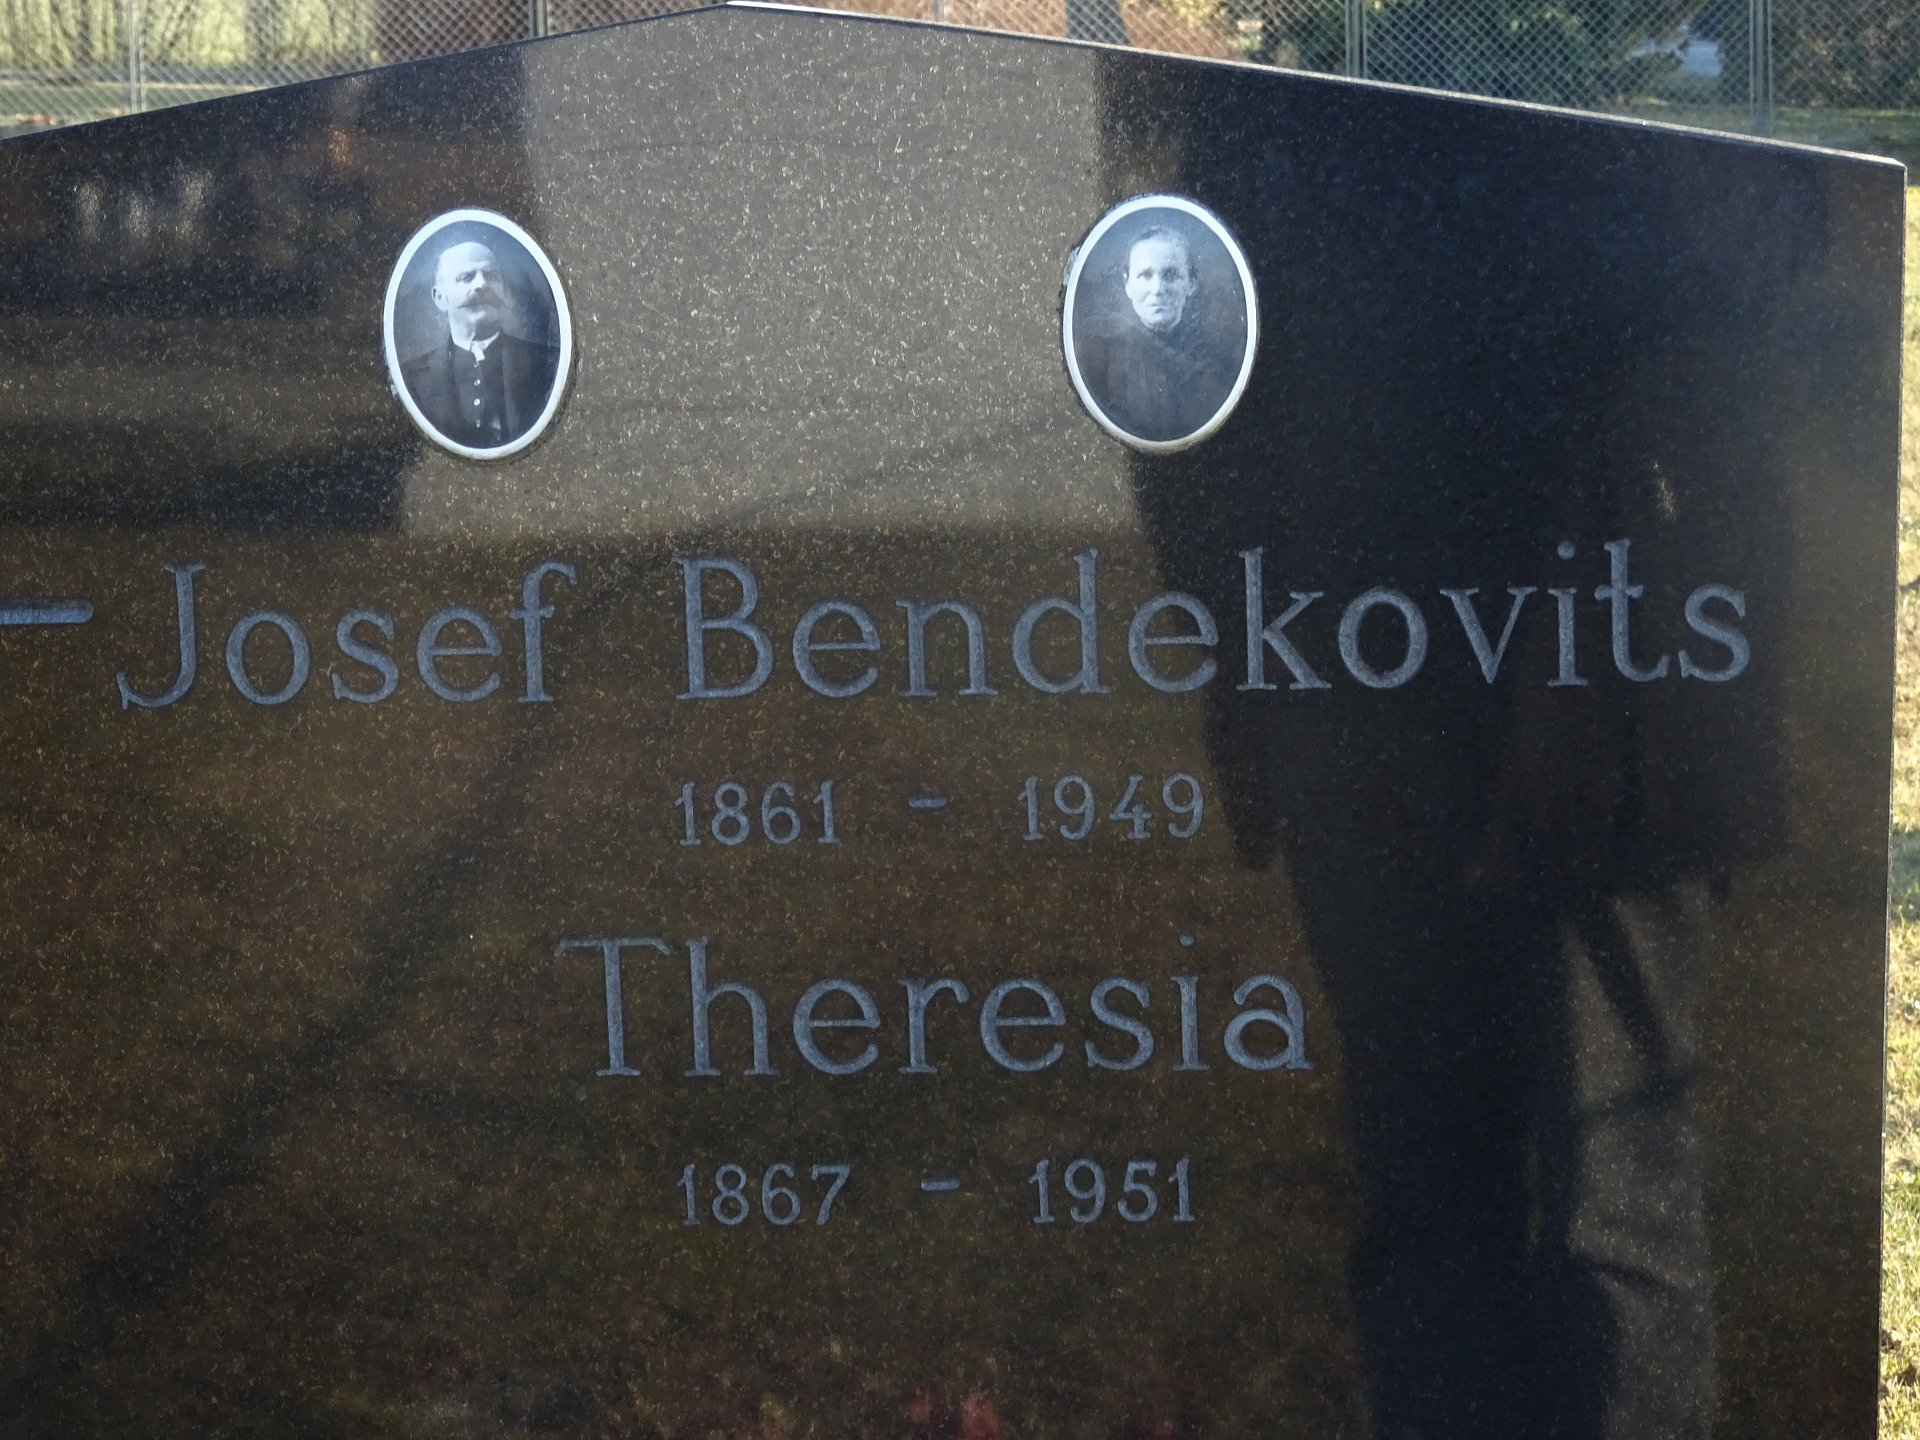 Josef Bendekovits
1861 - 1949
Theresia
1867 - 1951